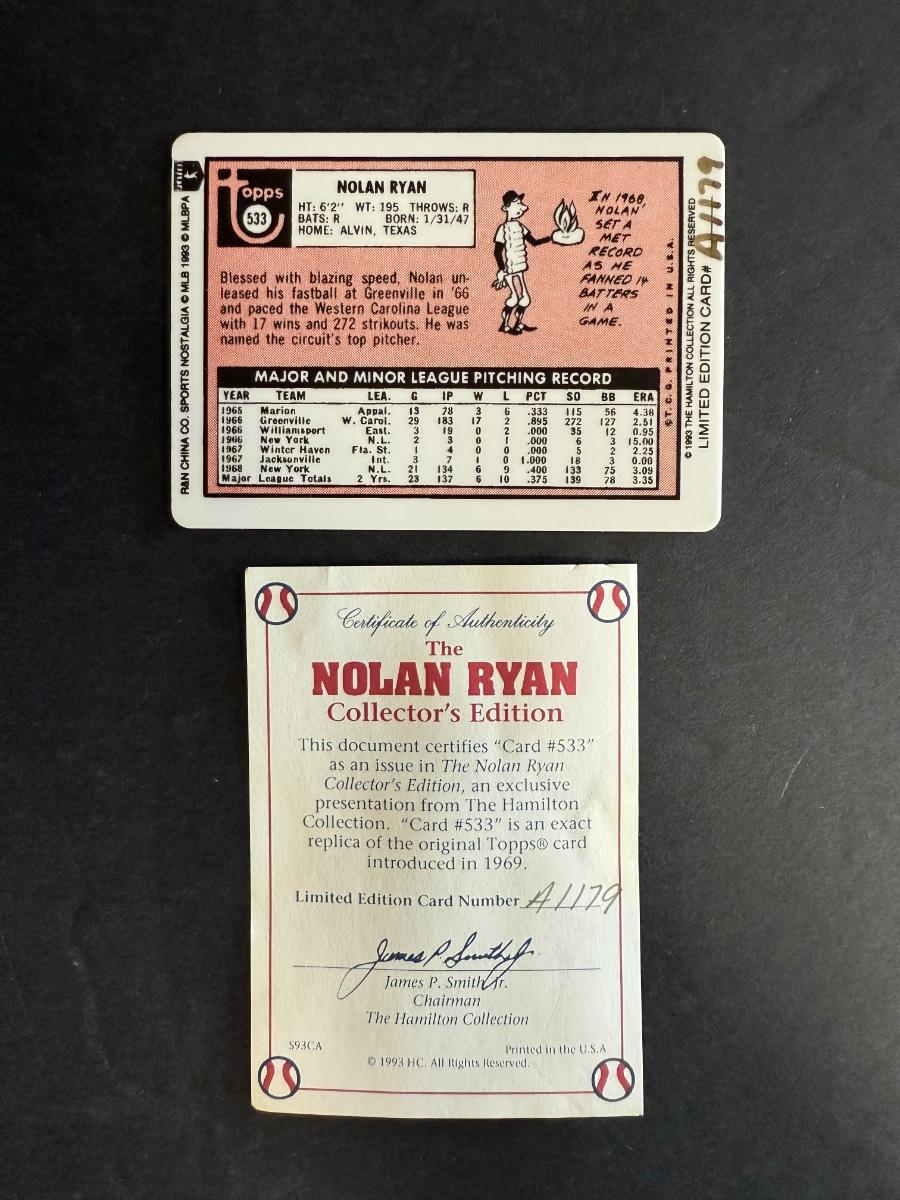 R&N CHINA CO. SPORTS NOSTALGIA © MLB 1993 © MLBPA
topps
533
NOLAN RYAN
HT: 6'2" WT: 195 THROWS: R
BATS: R BORN: 1/31/47
HOME: ALVIN, TEXAS
Blessed with blazing speed, Nolan un-
leased his fastball at Greenville in '66
and paced the Western Carolina League
with 17 wins and 272 strikouts. He was
named the circuit's top pitcher.
IN 1968,
NOLAN
SET A
MET
RECORD
AS HE
FANNED 14
BATTERS
IN A
GAME.
MAJOR AND MINOR LEAGUE PITCHING RECORD
YEAR TEAM LEA. G IP W L PCT SO BB ERA
1965 Marion Appal. 13 78 3 6 .333 115 56 4.38
1966 Greenville W. Carol. 29 183 17 2 .895 272 127 2.51
1966 Williamsport East. 3 19 0 2 .000 35 12 0.95
1966 New York N.L. 2 3 0 1 .000 6 3 15.00
1967 Winter Haven Fla. St. 1 4 0 0 .000 5 2 2.25
1967 Jacksonville Int. 3 7 1 0 1.000 18 3 0.00
1968 New York N.L. 21 134 6 9 .400 133 75 3.09
Major League Totals 2 Yrs. 23 137 6 10 .375 139 78 3.35
© T.C.G. PRINTED IN U.S.A.
© 1993 THE HAMILTON COLLECTION ALL RIGHTS RESERVED
LIMITED EDITION CARD# A1179
Certificate of Authenticity
The
NOLAN RYAN
Collector's Edition
This document certifies "Card #533"
as an issue in The Nolan Ryan
Collector's Edition, an exclusive
presentation from The Hamilton
Collection. "Card #533" is an exact
replica of the original Topps® card
introduced in 1969.
Limited Edition Card Number A1179
James P. Smith Jr.
James P. Smith Jr.
Chairman
The Hamilton Collection
S93CA
Printed in the U.S.A
© 1993 HC. All Rights Reserved.